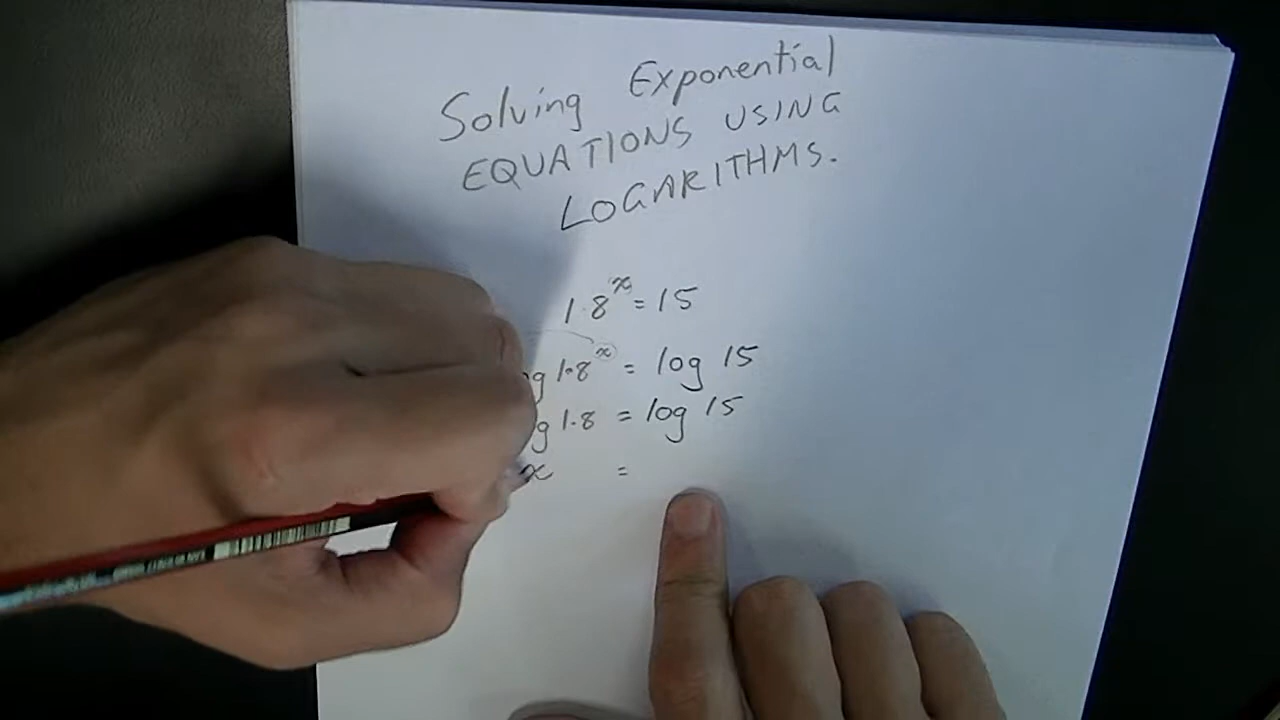 Solving Exponential
EQUATIONS USING
LOGARITHMS.
1.8^x = 15
g 1.8^x = log 15
g 1.8 = log 15
x =